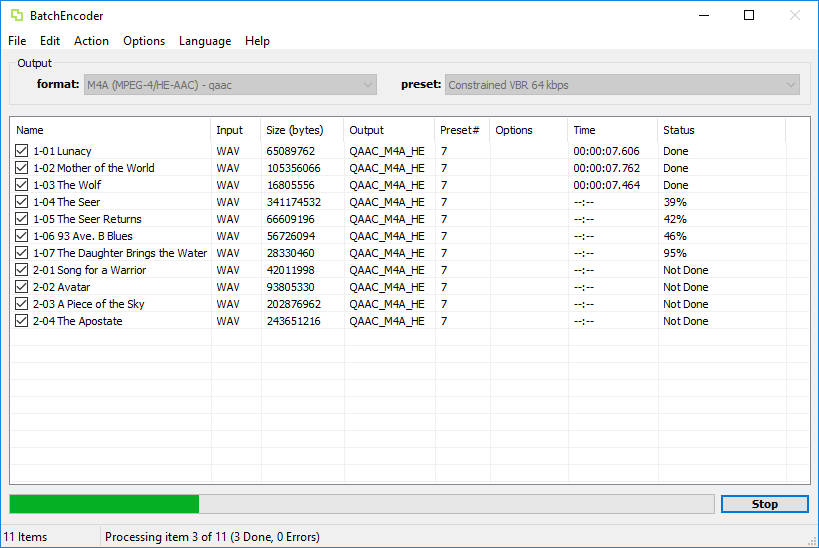 BatchEncoder
File Edit Action Options Language Help
Output
format: M4A (MPEG-4/HE-AAC) - qaac preset: Constrained VBR 64 kbps
Name Input Size (bytes) Output Preset# Options Time Status
1-01 Lunacy WAV 65089762 QAAC_M4A_HE 7 00:00:07.606 Done
1-02 Mother of the World WAV 105356066 QAAC_M4A_HE 7 00:00:07.762 Done
1-03 The Wolf WAV 16805556 QAAC_M4A_HE 7 00:00:07.464 Done
1-04 The Seer WAV 341174532 QAAC_M4A_HE 7 --:-- 39%
1-05 The Seer Returns WAV 66609196 QAAC_M4A_HE 7 --:-- 42%
1-06 93 Ave. B Blues WAV 56726094 QAAC_M4A_HE 7 --:-- 46%
1-07 The Daughter Brings the Water WAV 28330460 QAAC_M4A_HE 7 --:-- 95%
2-01 Song for a Warrior WAV 42011998 QAAC_M4A_HE 7 --:-- Not Done
2-02 Avatar WAV 93805330 QAAC_M4A_HE 7 --:-- Not Done
2-03 A Piece of the Sky WAV 202876962 QAAC_M4A_HE 7 --:-- Not Done
2-04 The Apostate WAV 243651216 QAAC_M4A_HE 7 --:-- Not Done
Stop
11 Items Processing item 3 of 11 (3 Done, 0 Errors)